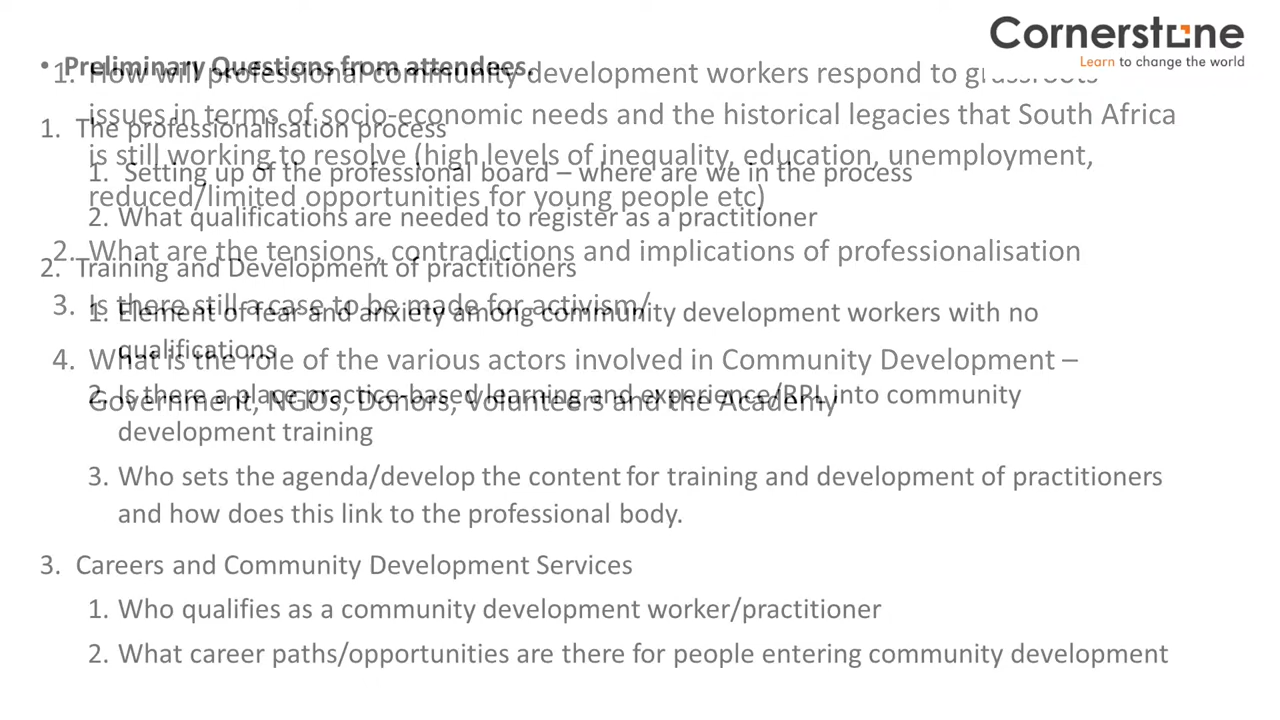 Cornerstone
Learn to change the world
• Preliminary Questions from attendees.
1. The professionalisation process
1. Setting up of the professional board – where are we in the process
2. What qualifications are needed to register as a practitioner
2. Training and Development of practitioners
1. Element of fear and anxiety among community development workers with no
qualifications
2. Is there a place practice-based learning and experience/RPL into community
development training
3. Who sets the agenda/develop the content for training and development of practitioners
and how does this link to the professional body.
3. Careers and Community Development Services
1. Who qualifies as a community development worker/practitioner
2. What career paths/opportunities are there for people entering community development
1. How will professional community development workers respond to grassroots
issues in terms of socio-economic needs and the historical legacies that South Africa
is still working to resolve (high levels of inequality, education, unemployment,
reduced/limited opportunities for young people etc)
2. What are the tensions, contradictions and implications of professionalisation
3. Is there still a case to be made for activism/
4. What is the role of the various actors involved in Community Development –
Government, NGOs, Donors, Volunteers and the Academy